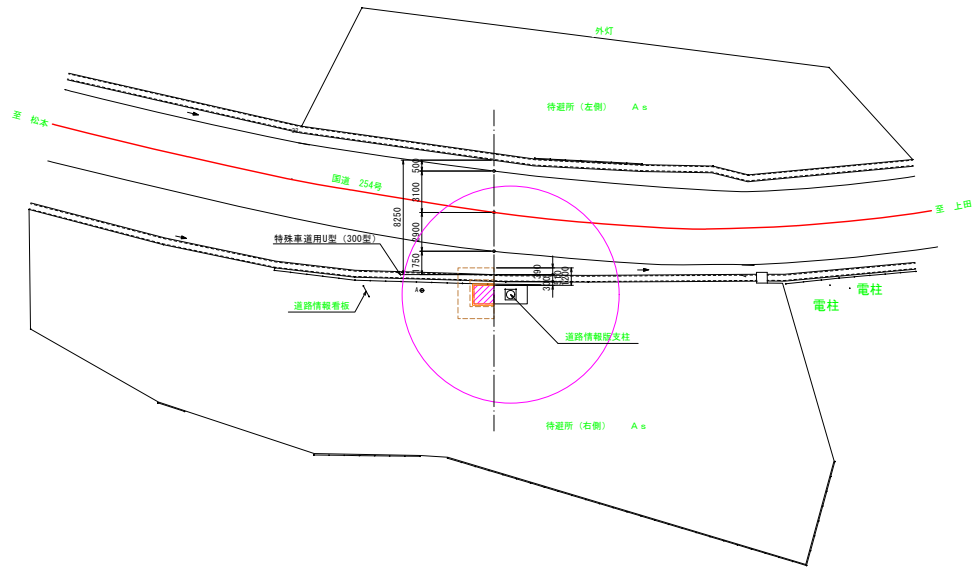 外灯
待避所（左側）　Ａｓ
至　松本
国道　254号
500
3100
8250
2900
1750
至　上田
特殊車道用U型（300型）
390
330
1200
A
道路情報看板
電柱
電柱
道路情報版支柱
待避所（右側）　Ａｓ